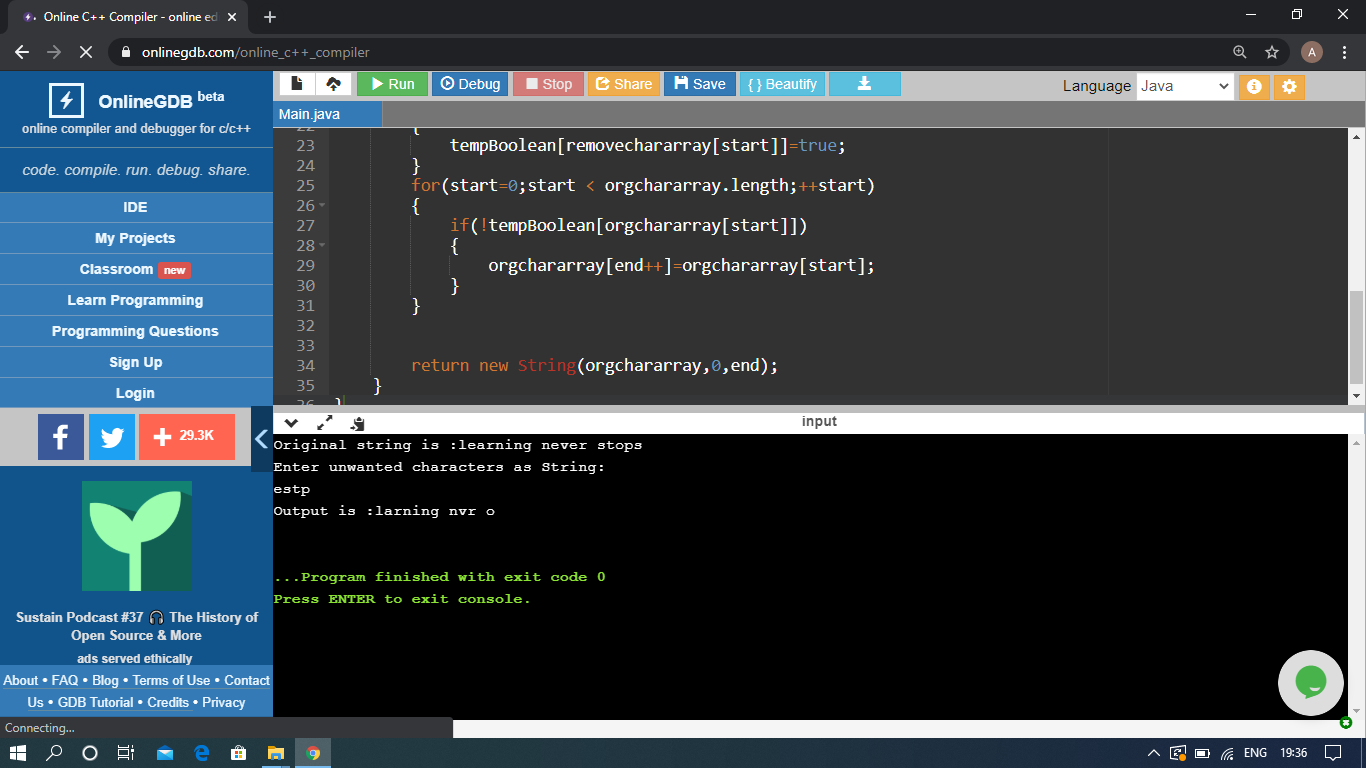 Online C++ Compiler - online ed
onlinegdb.com/online_c++_compiler
A
OnlineGDB beta
online compiler and debugger for c/c++
code. compile. run. debug. share.
IDE
My Projects
Classroom new
Learn Programming
Programming Questions
Sign Up
Login
29.3K
Sustain Podcast #37 🎧 The History of
Open Source & More
ads served ethically
About • FAQ • Blog • Terms of Use • Contact
Us • GDB Tutorial • Credits • Privacy
Connecting...
Run Debug Stop Share Save { } Beautify
Language Java
Main.java
22 {
23 tempBoolean[removechararray[start]]=true;
24 }
25 for(start=0;start < orgchararray.length;++start)
26 {
27 if(!tempBoolean[orgchararray[start]])
28 {
29 orgchararray[end++]=orgchararray[start];
30 }
31 }
32
33
34 return new String(orgchararray,0,end);
35 }
36 }
input
Original string is :learning never stops
Enter unwanted characters as String:
estp
Output is :larning nvr o
...Program finished with exit code 0
Press ENTER to exit console.
ENG 19:36